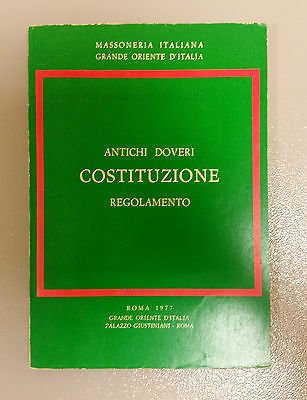 MASSONERIA ITALIANA
GRANDE ORIENTE D'ITALIA
ANTICHI DOVERI
COSTITUZIONE
REGOLAMENTO
ROMA 1977
GRANDE ORIENTE D'ITALIA
PALAZZO GIUSTINIANI - ROMA